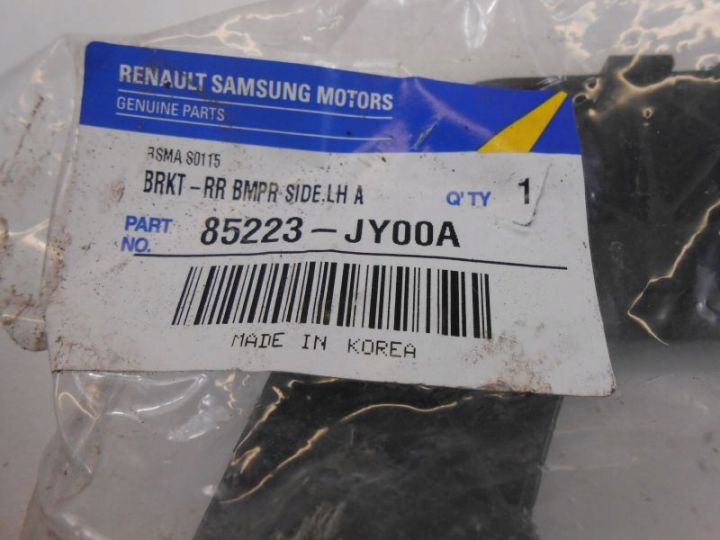 RENAULT SAMSUNG MOTORS
GENUINE PARTS
RSMA S0115
BRKT-RR BMPR SIDE.LH A
Q'TY 1
PART NO. 85223-JY00A
MADE IN KOREA